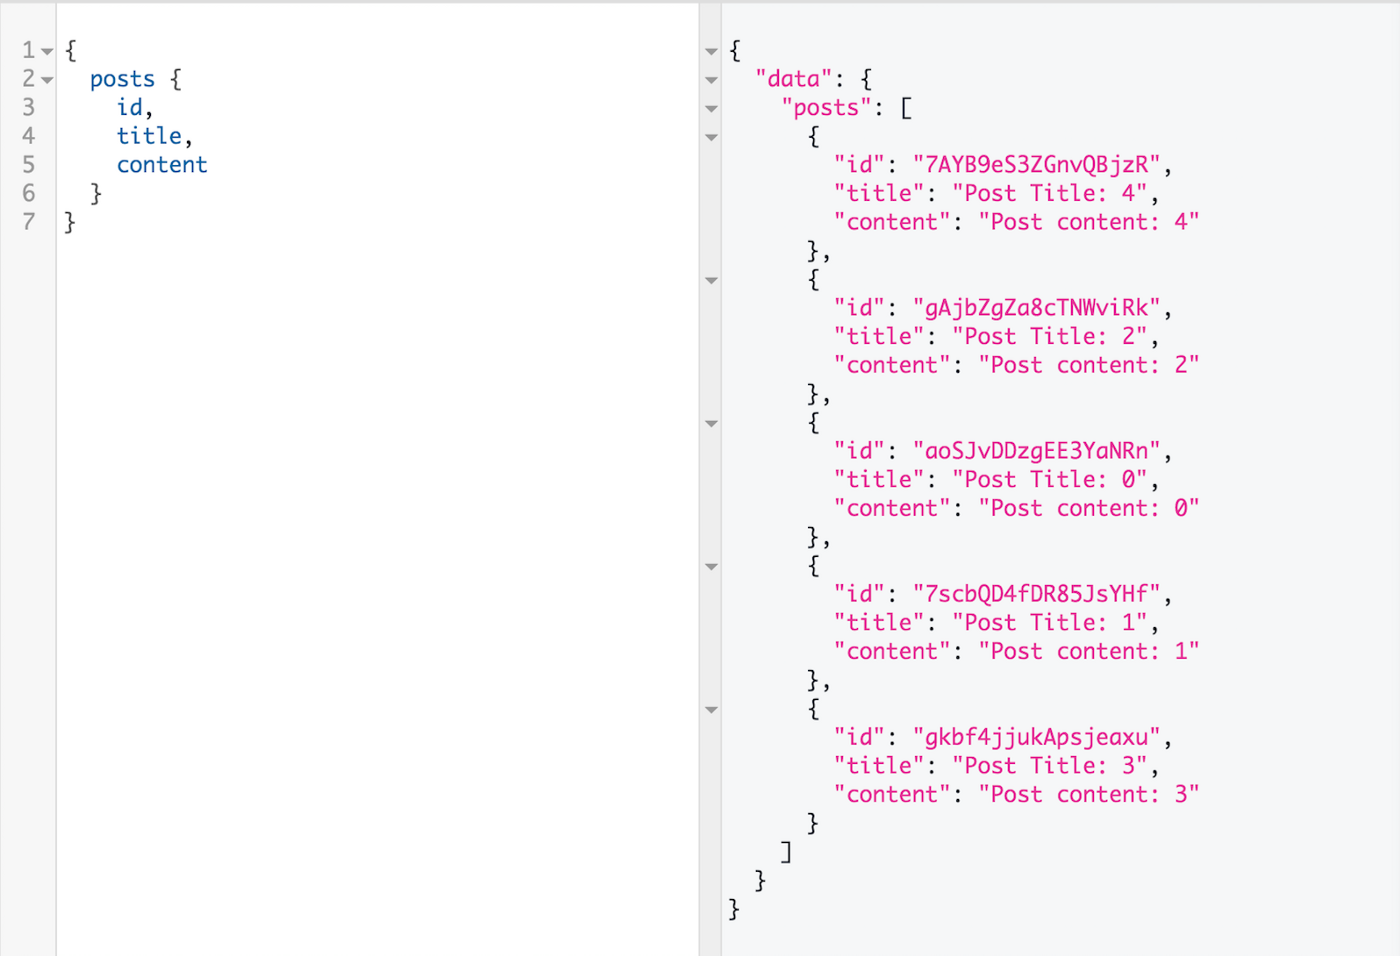 1 {
2 posts {
3 id,
4 title,
5 content
6 }
7 }
{
"data": {
"posts": [
{
"id": "7AYB9eS3ZGnvQBjzR",
"title": "Post Title: 4",
"content": "Post content: 4"
},
{
"id": "gAjbZgZa8cTNWviRk",
"title": "Post Title: 2",
"content": "Post content: 2"
},
{
"id": "aoSJvDDzgEE3YaNRn",
"title": "Post Title: 0",
"content": "Post content: 0"
},
{
"id": "7scbQD4fDR85JsYHf",
"title": "Post Title: 1",
"content": "Post content: 1"
},
{
"id": "gkbf4jjukApsjeaxu",
"title": "Post Title: 3",
"content": "Post content: 3"
}
]
}
}